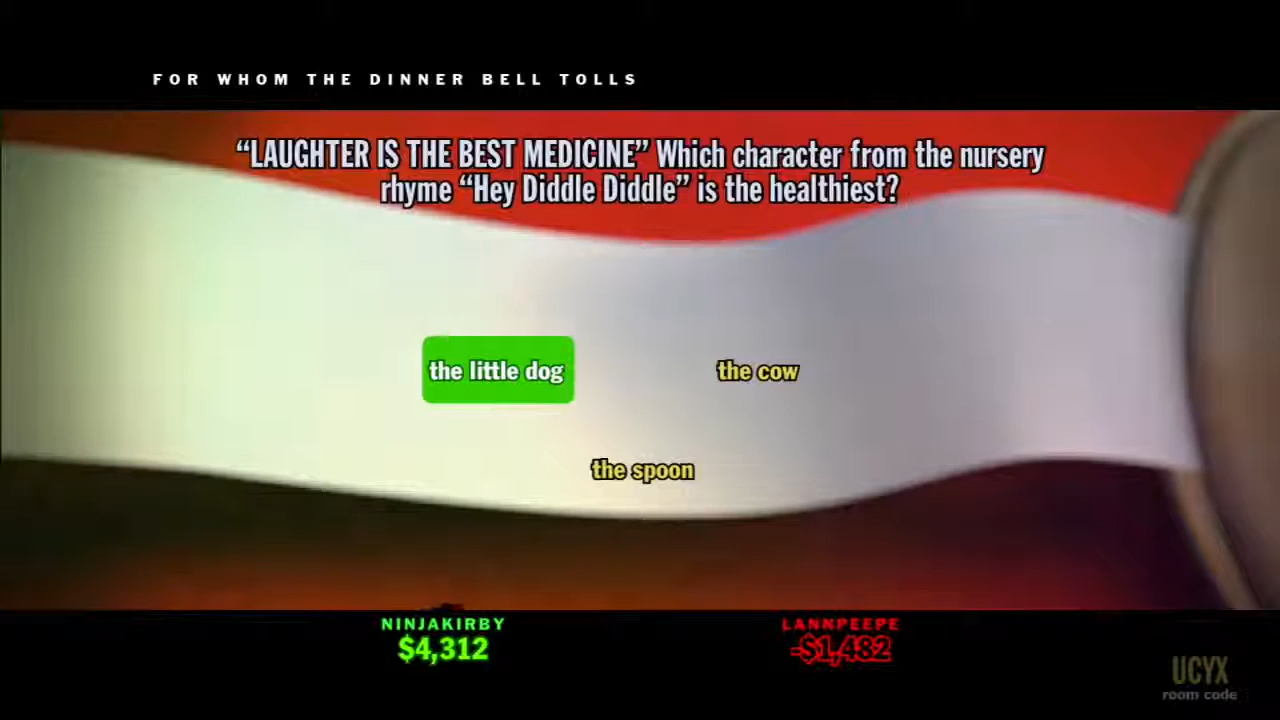 FOR WHOM THE DINNER BELL TOLLS
“LAUGHTER IS THE BEST MEDICINE” Which character from the nursery
rhyme “Hey Diddle Diddle” is the healthiest?
the little dog
the cow
the spoon
NINJAKIRBY
$4,312
LANNPEEPE
-$1,482
UCYX
room code